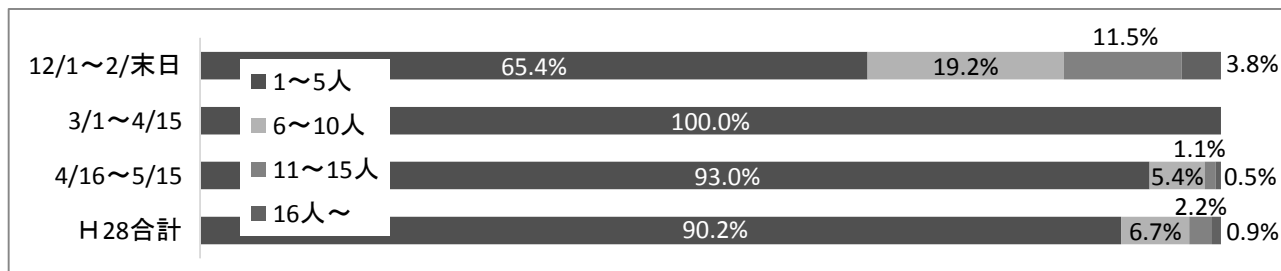 11.5%
12/1～2/末日 65.4% 19.2% 3.8%
1～5人
3/1～4/15 100.0%
6～10人
1.1%
11～15人
4/16～5/15 93.0% 5.4% 0.5%
16人～
2.2%
H28合計 90.2% 6.7% 0.9%